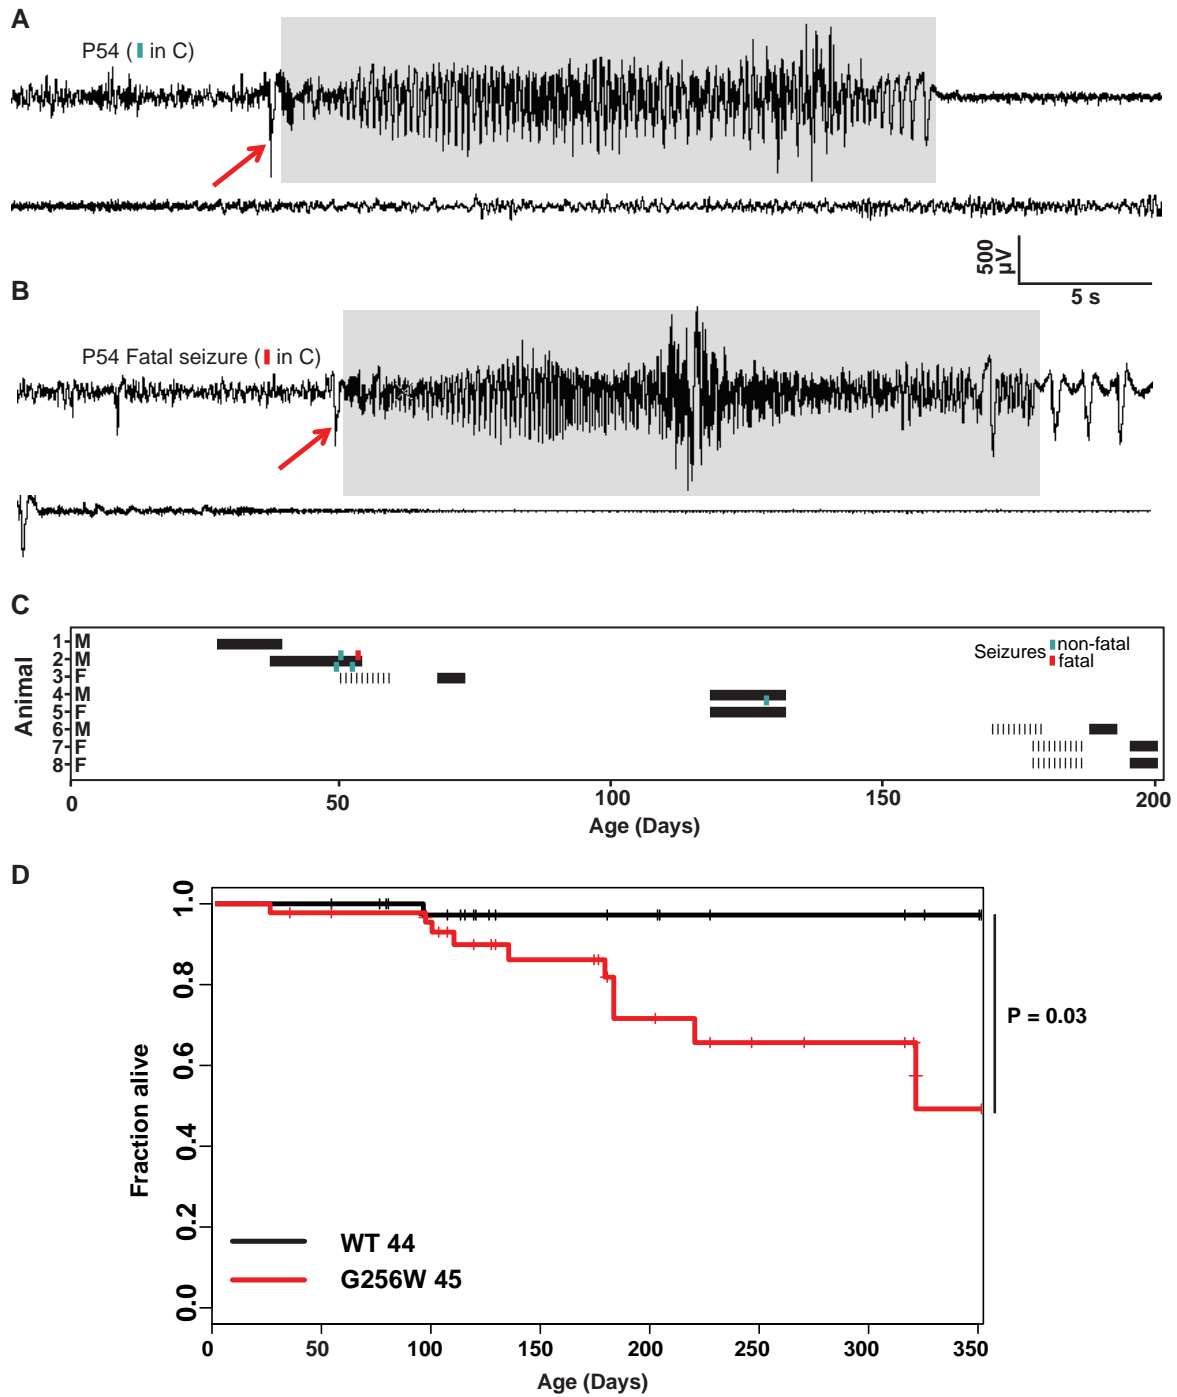 A
P54 ( in C)
500
µV
5 s
B
P54 Fatal seizure ( in C)
C
Animal
1 M
2 M
3 F
4 M
5 F
6 M
7 F
8 F
Seizures
non-fatal
fatal
0 50 100 150 200
Age (Days)
D
Fraction alive
1.0
0.8
0.6
0.4
0.2
0.0
P = 0.03
WT 44
G256W 45
0 50 100 150 200 250 300 350
Age (Days)